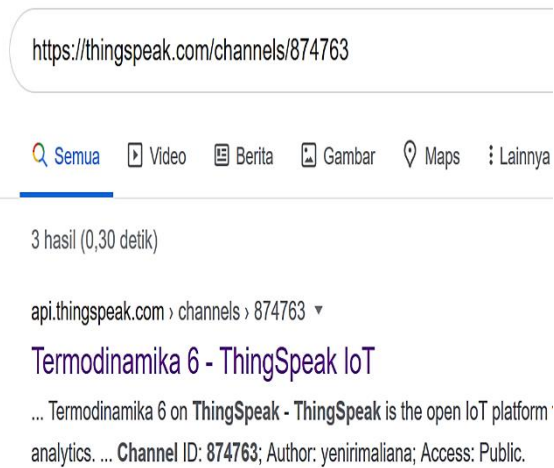 https://thingspeak.com/channels/874763
Semua Video Berita Gambar Maps Lainnya
3 hasil (0,30 detik)
api.thingspeak.com › channels › 874763
Termodinamika 6 - ThingSpeak IoT
... Termodinamika 6 on ThingSpeak - ThingSpeak is the open IoT platform
analytics. ... Channel ID: 874763; Author: yenirimaliana; Access: Public.